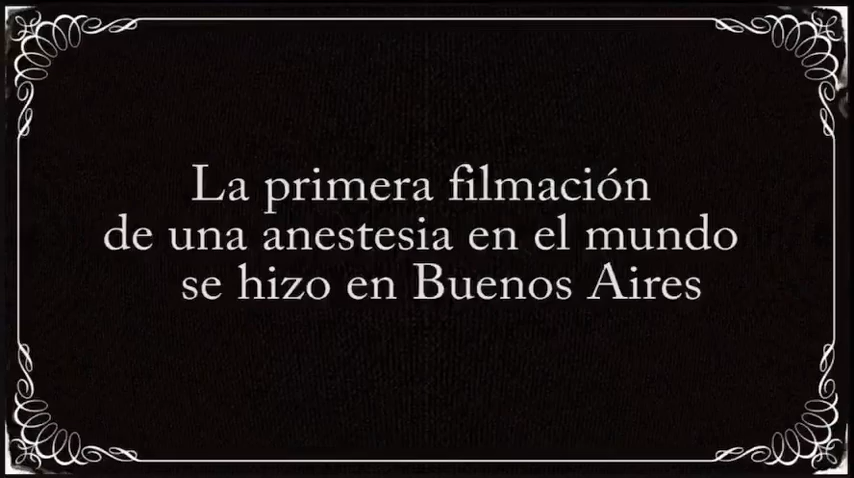 La primera filmación
de una anestesia en el mundo
se hizo en Buenos Aires